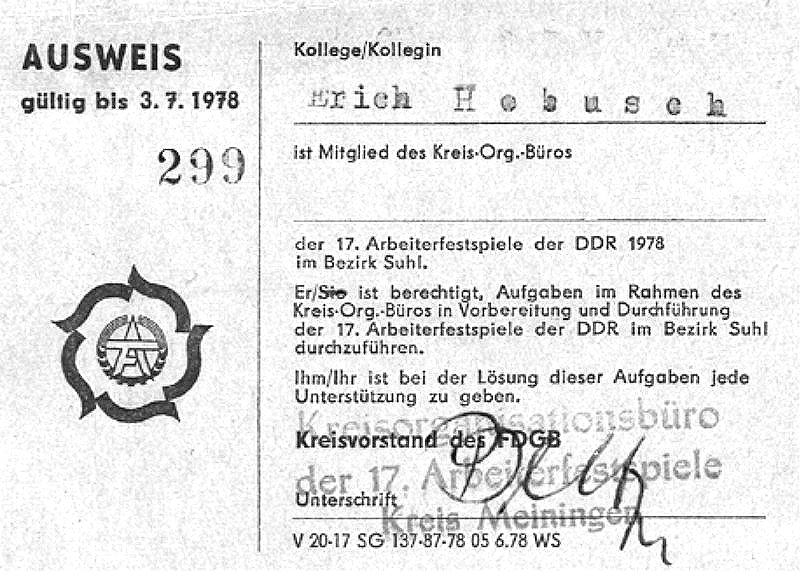 AUSWEIS
gültig bis 3. 7. 1978
299
Kollege/Kollegin
Erich Hobusch
ist Mitglied des Kreis-Org.-Büros
der 17. Arbeiterfestspiele der DDR 1978
im Bezirk Suhl.
Er/Sie ist berechtigt, Aufgaben im Rahmen des
Kreis-Org.-Büros in Vorbereitung und Durchführung
der 17. Arbeiterfestspiele der DDR im Bezirk Suhl
durchzuführen.
Ihm/Ihr ist bei der Lösung dieser Aufgaben jede
Unterstützung zu geben.
Kreisorganisationsbüro
Kreisvorstand des FDGB
der 17. Arbeiterfestspiele
Unterschrift
Kreis Meiningen
V 20-17 SG 137-87-78 05 6.78 WS